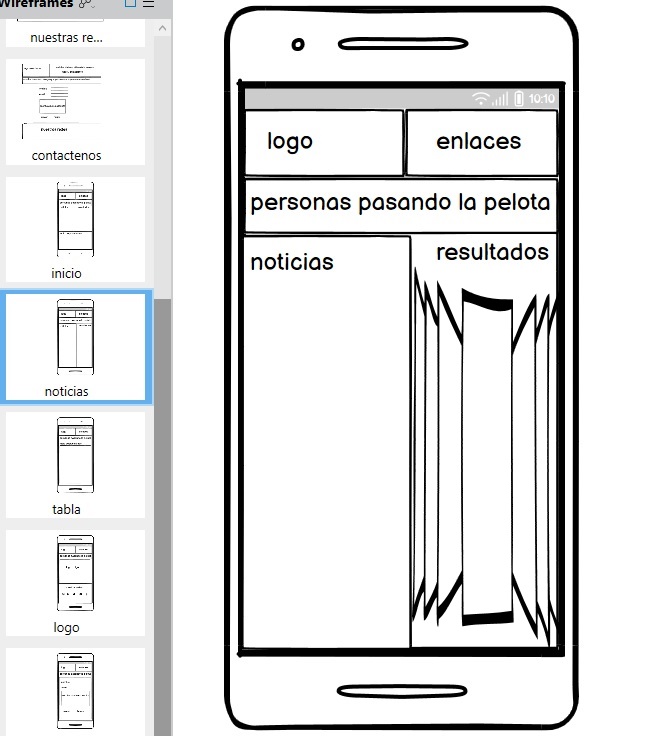 Wireframes
nuestras re...
contactenos
inicio
noticias
tabla
logo
10:10
logo
enlaces
personas pasando la pelota
noticias
resultados